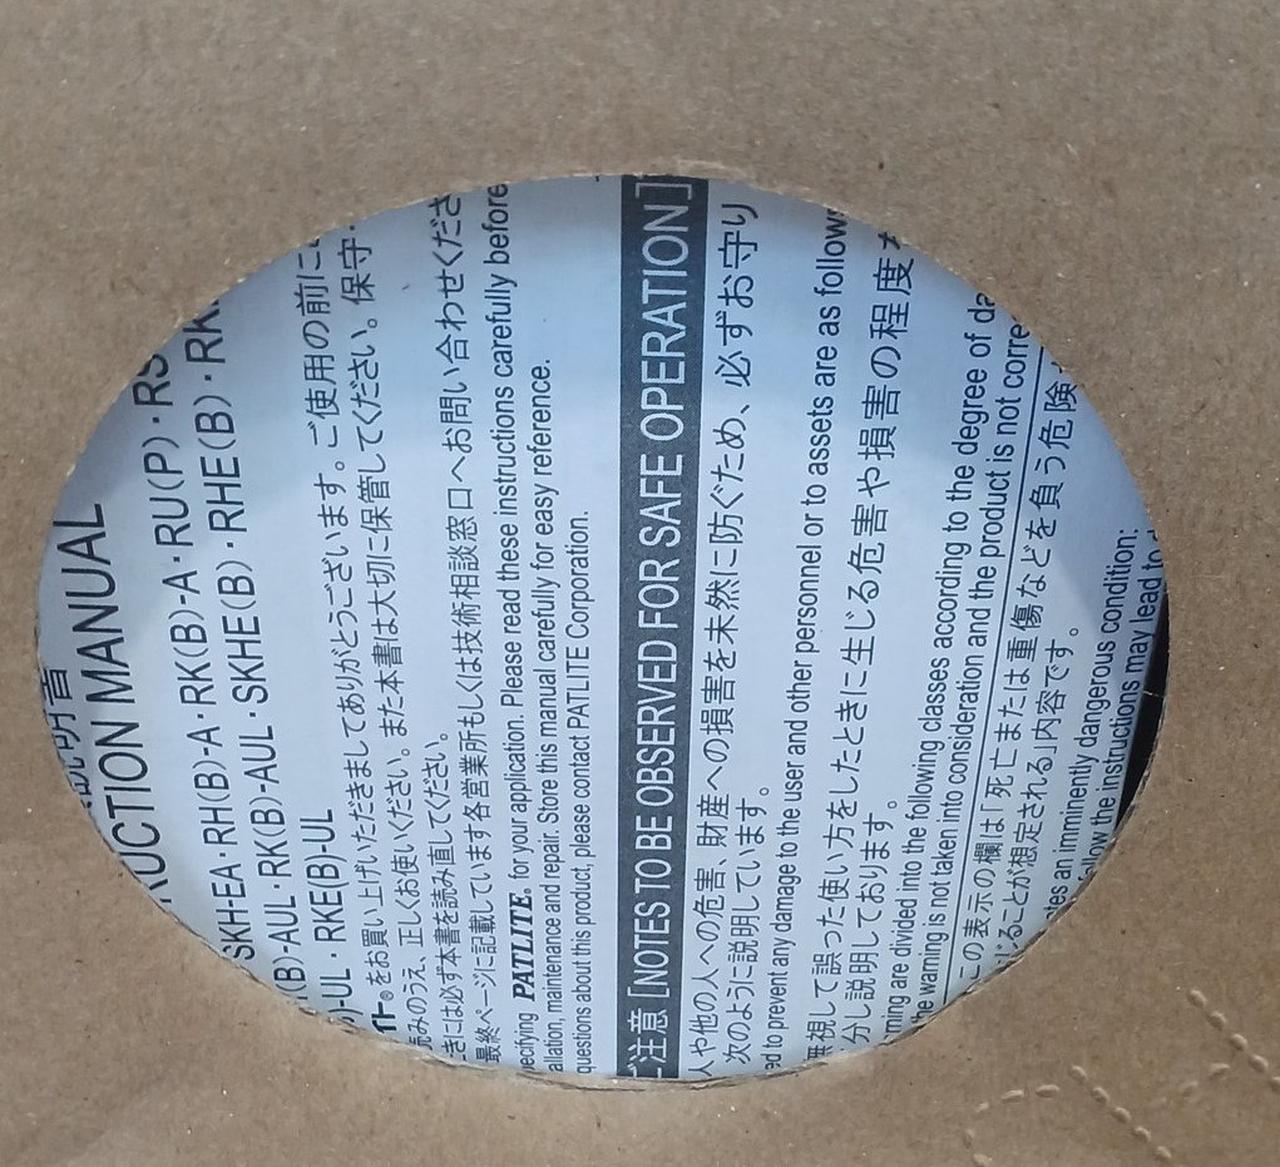 説明書
RUCTION MANUAL
SKH-EA･RH(B)-A･RK(B)-A･RU(P)･RS
(B)-AUL･RK(B)-AUL･SKHE(B)･RHE(B)･RK
)-UL･RKE(B)-UL
イト®をお買い上げいただきましてありがとうございます。ご使用の前に
読みのうえ、正しくお使いください。また本書は大切に保管してください。保守・
ときには必ず本書を読み直してください。
最終ページに記載しています各営業所もしくは技術相談窓口へお問い合わせくださ
ecifying PATLITE® for your application. Please read these instructions carefully before
allation, maintenance and repair. Store this manual carefully for easy reference.
questions about this product, please contact PATLITE Corporation.
ご注意 [NOTES TO BE OBSERVED FOR SAFE OPERATION]
人や他の人への危害、財産への損害を未然に防ぐため、必ずお守り
次のように説明しています。
ed to prevent any damage to the user and other personnel or to assets are as follows
無視して誤った使い方をしたときに生じる危害や損害の程度を
分し説明しております。
rning are divided into the following classes according to the degree of da
the warning is not taken into consideration and the product is not corre
この表示の欄は「死亡または重傷などを負う危険
じることが想定される」内容です。
ates an imminently dangerous condition:
follow the instructions may lead to d